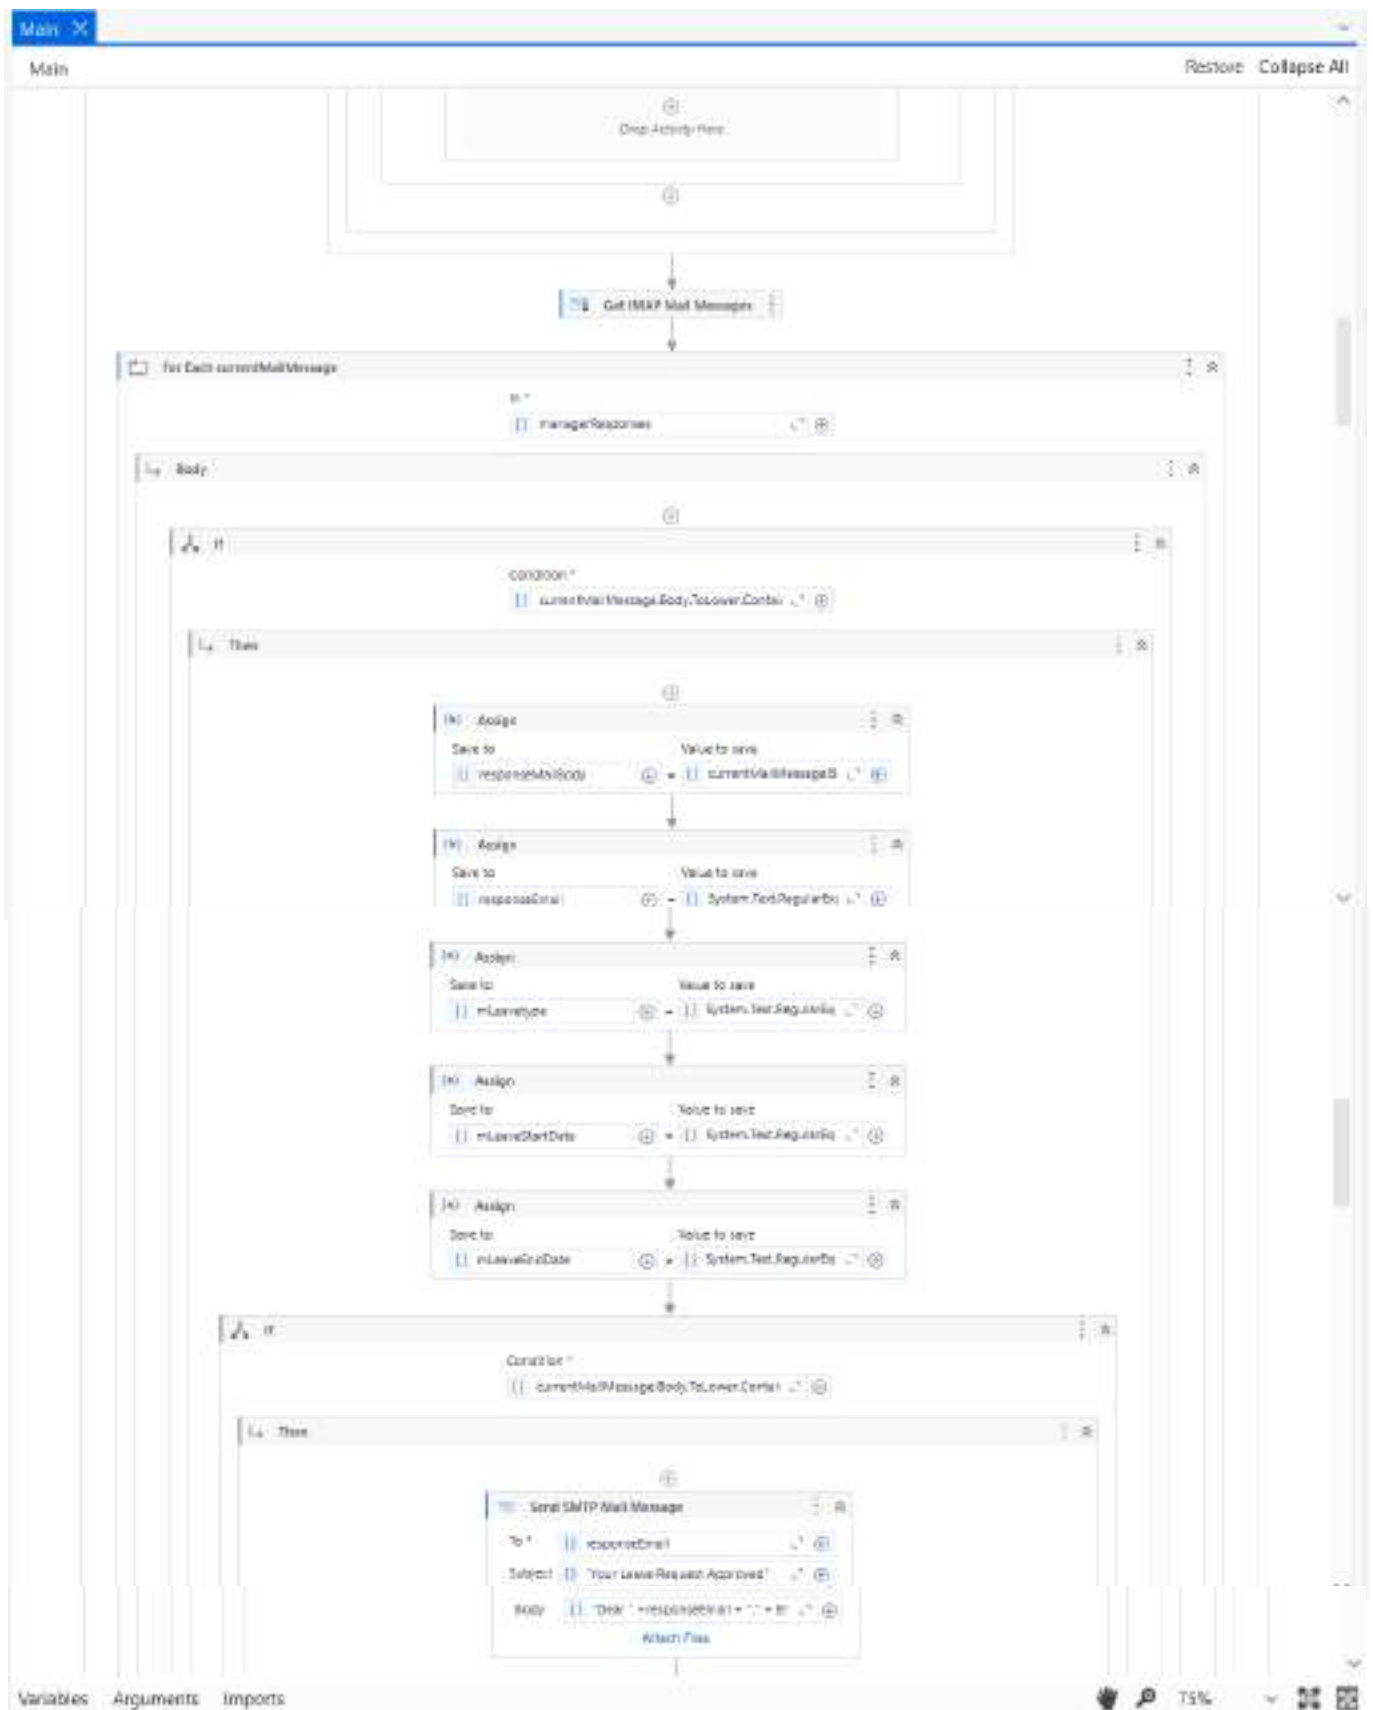 Main
Main Restore Collapse All
Drop Activity Here
Get IMAP Mail Messages
For Each currentMailMessage
In *
managerResponses
Body
If
Condition *
currentMailMessage.Body.ToLower.Contai
Then
Assign
Save to Value to save
responseMailBody = currentMailMessage.B
Assign
Save to Value to save
responseEmail = System.Text.RegularEx
Assign
Save to Value to save
mLeavetype = System.Text.RegularEx
Assign
Save to Value to save
mLeaveStartDate = System.Text.RegularEx
Assign
Save to Value to save
mLeaveEndDate = System.Text.RegularEx
If
Condition *
currentMailMessage.Body.ToLower.Contai
Then
Send SMTP Mail Message
To * responseEmail
Subject "Your Leave Request Approved"
Body "Dear " +responseEmail + "," +
Attach Files
Variables Arguments Imports 75%